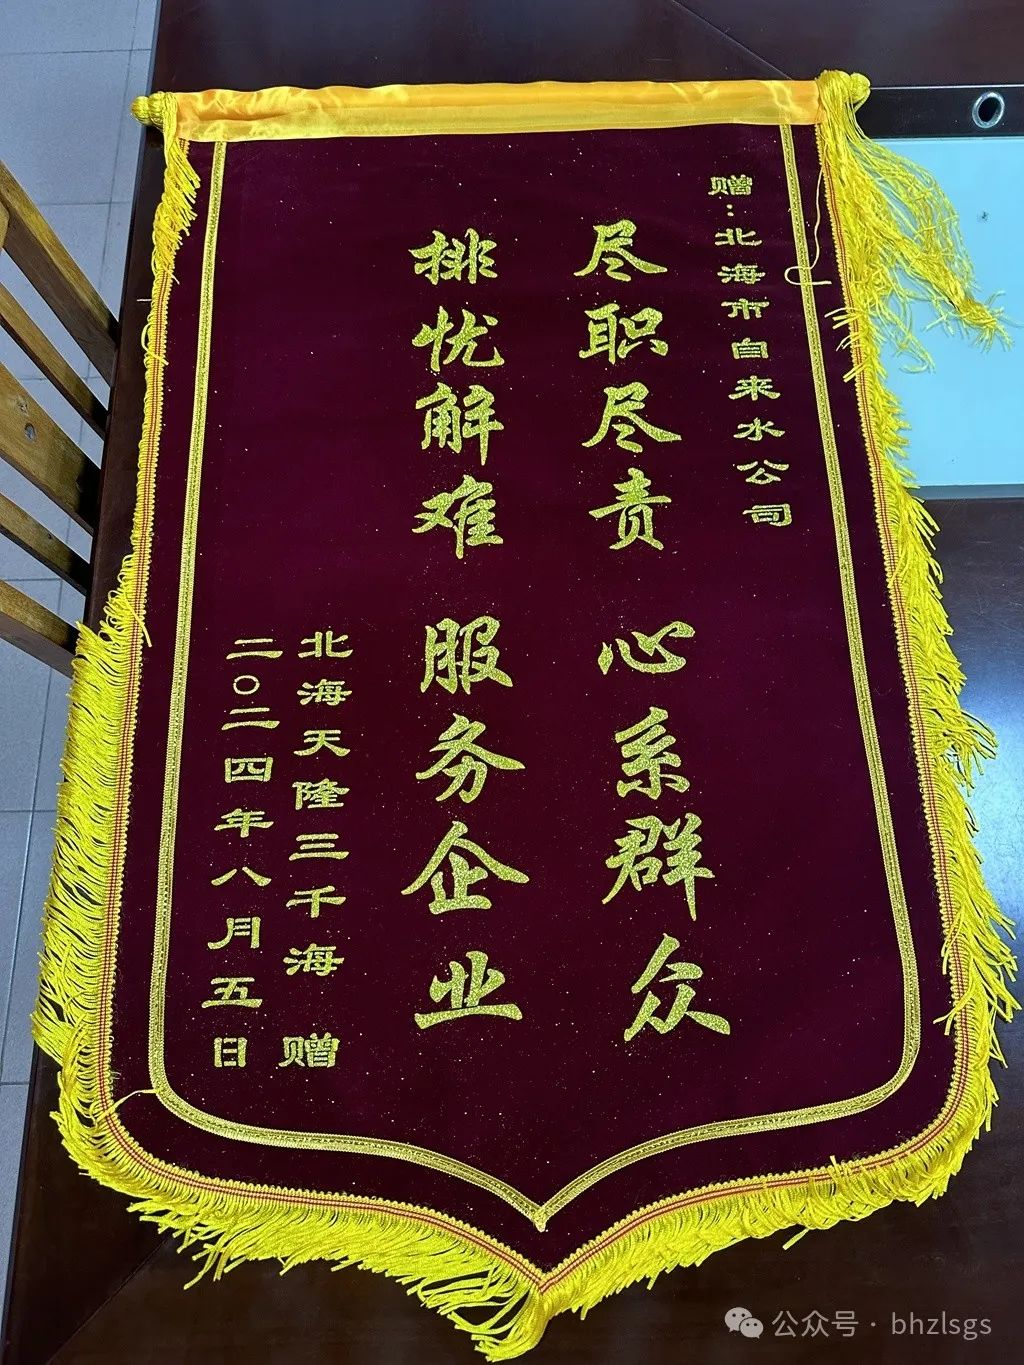 赠:北海市自来水公司
尽职尽责 心系群众
排忧解难 服务企业
北海天隆三千海 赠
二〇二四年八月五日
公众号 · bhzlsgs